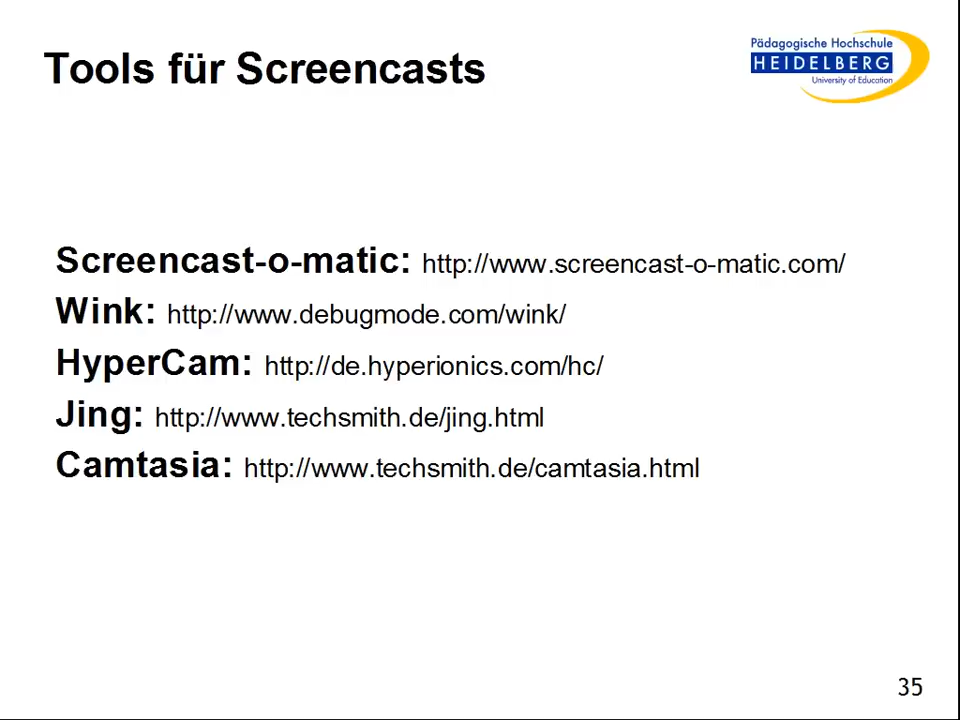 Tools für Screencasts
Pädagogische Hochschule
HEIDELBERG
University of Education
Screencast-o-matic: http://www.screencast-o-matic.com/
Wink: http://www.debugmode.com/wink/
HyperCam: http://de.hyperionics.com/hc/
Jing: http://www.techsmith.de/jing.html
Camtasia: http://www.techsmith.de/camtasia.html
35